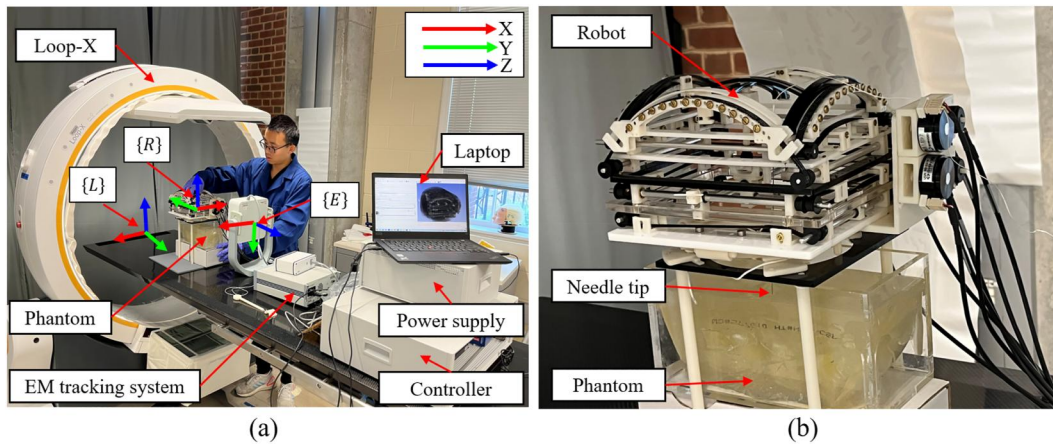 Loop-X
X
Y
Z
{R}
{L}
{E}
Laptop
Phantom
Power supply
EM tracking system
Controller
(a)
Robot
Needle tip
Phantom
(b)